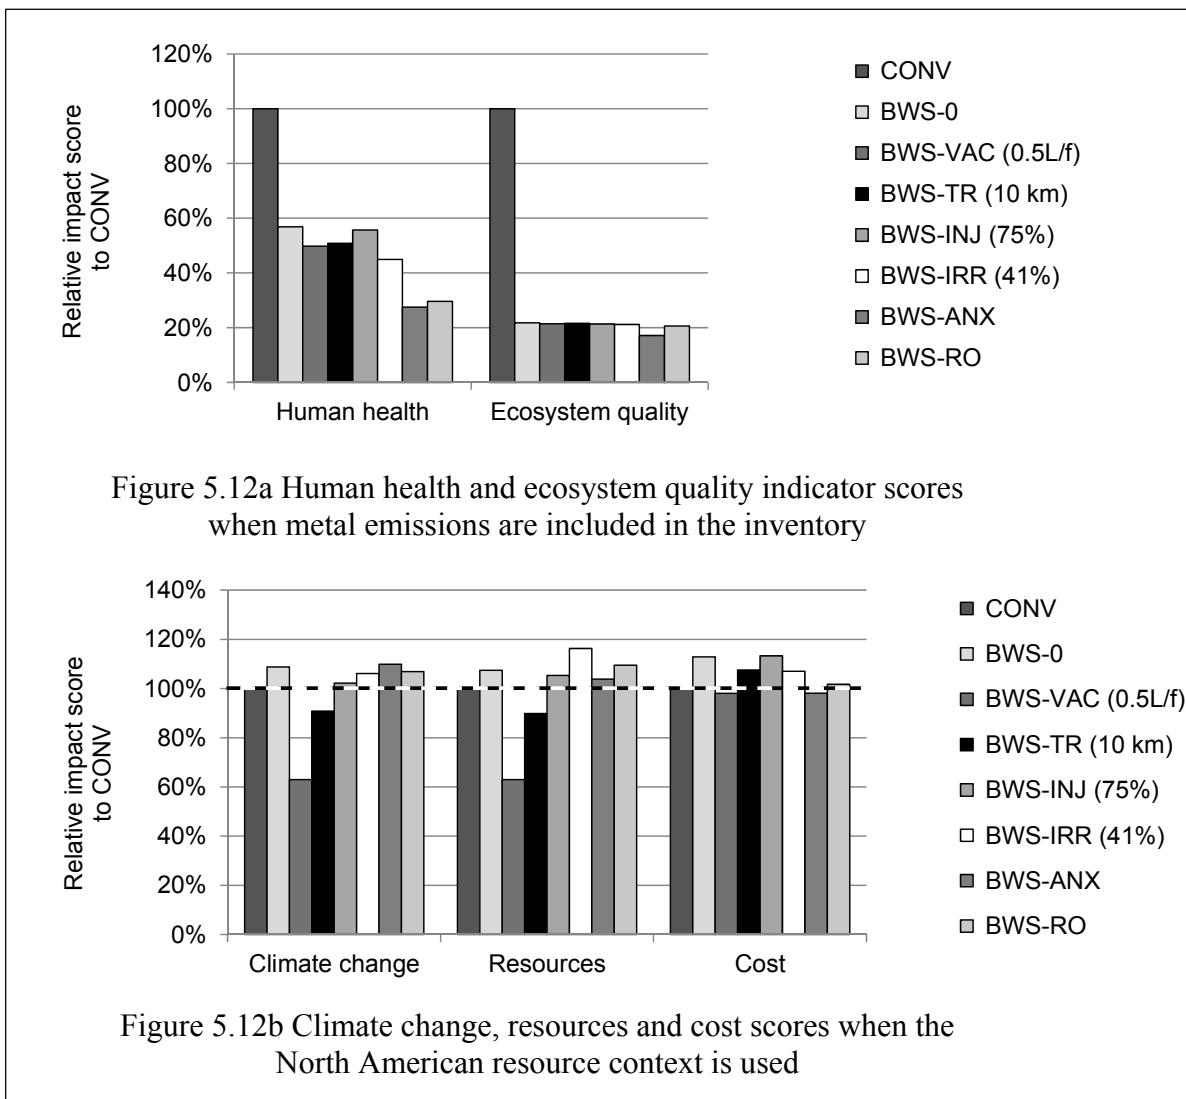 120%
100%
80%
60%
40%
20%
0%
Relative impact score
to CONV
Human health
Ecosystem quality
CONV
BWS-0
BWS-VAC (0.5L/f)
BWS-TR (10 km)
BWS-INJ (75%)
BWS-IRR (41%)
BWS-ANX
BWS-RO
Figure 5.12a Human health and ecosystem quality indicator scores
when metal emissions are included in the inventory
140%
120%
100%
80%
60%
40%
20%
0%
Relative impact score
to CONV
Climate change
Resources
Cost
CONV
BWS-0
BWS-VAC (0.5L/f)
BWS-TR (10 km)
BWS-INJ (75%)
BWS-IRR (41%)
BWS-ANX
BWS-RO
Figure 5.12b Climate change, resources and cost scores when the
North American resource context is used